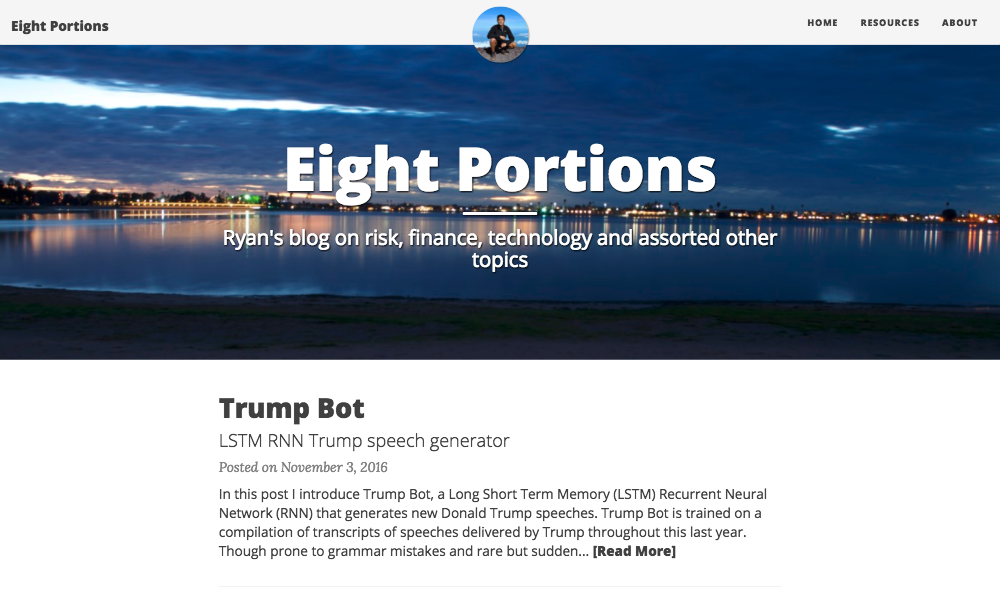 Eight Portions
HOME RESOURCES ABOUT
Eight Portions
Ryan's blog on risk, finance, technology and assorted other
topics
Trump Bot
LSTM RNN Trump speech generator
Posted on November 3, 2016
In this post I introduce Trump Bot, a Long Short Term Memory (LSTM) Recurrent Neural
Network (RNN) that generates new Donald Trump speeches. Trump Bot is trained on a
compilation of transcripts of speeches delivered by Trump throughout this last year.
Though prone to grammar mistakes and rare but sudden... [Read More]